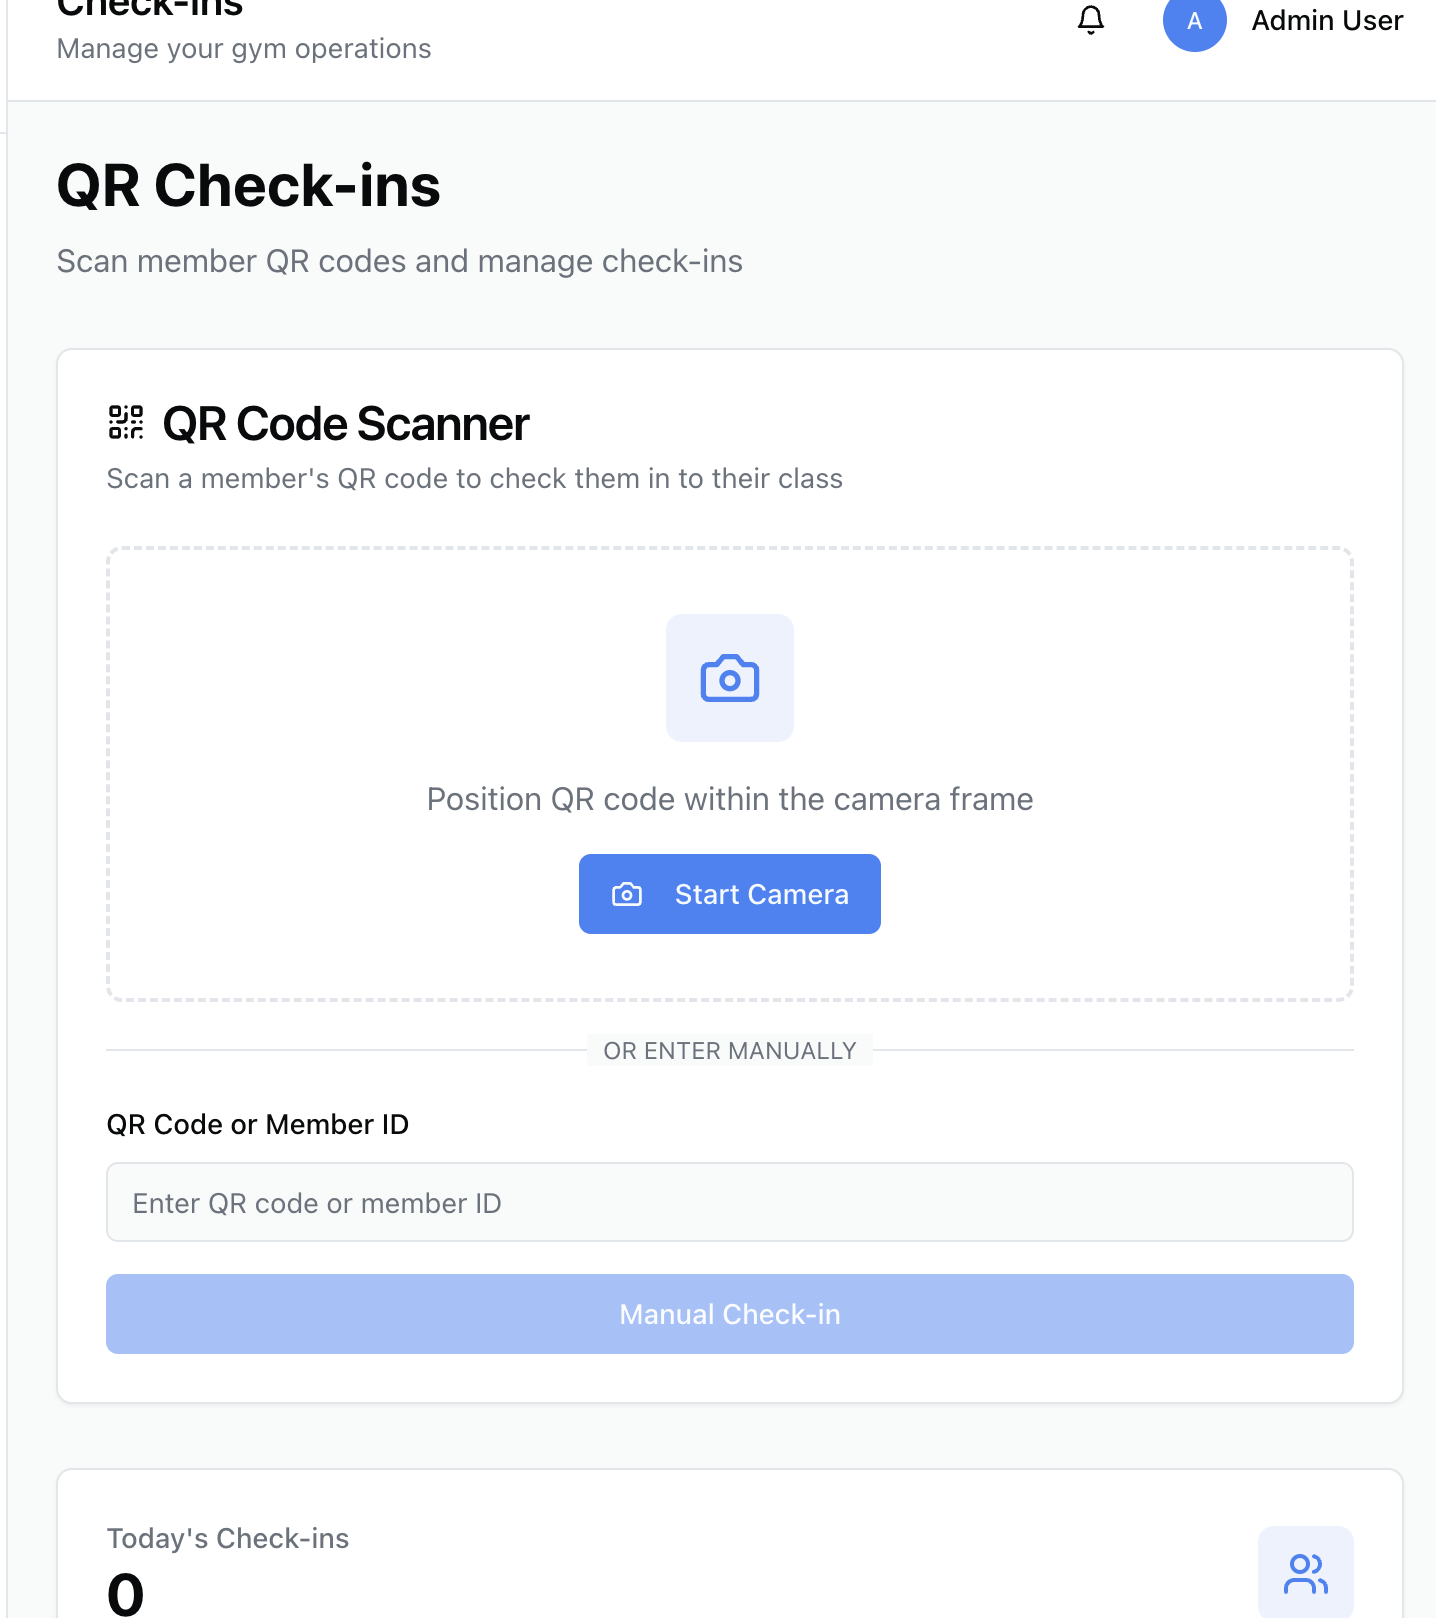 Check-ins
Manage your gym operations
A
Admin User
QR Check-ins
Scan member QR codes and manage check-ins
QR Code Scanner
Scan a member's QR code to check them in to their class
Position QR code within the camera frame
Start Camera
OR ENTER MANUALLY
QR Code or Member ID
Enter QR code or member ID
Manual Check-in
Today's Check-ins
0